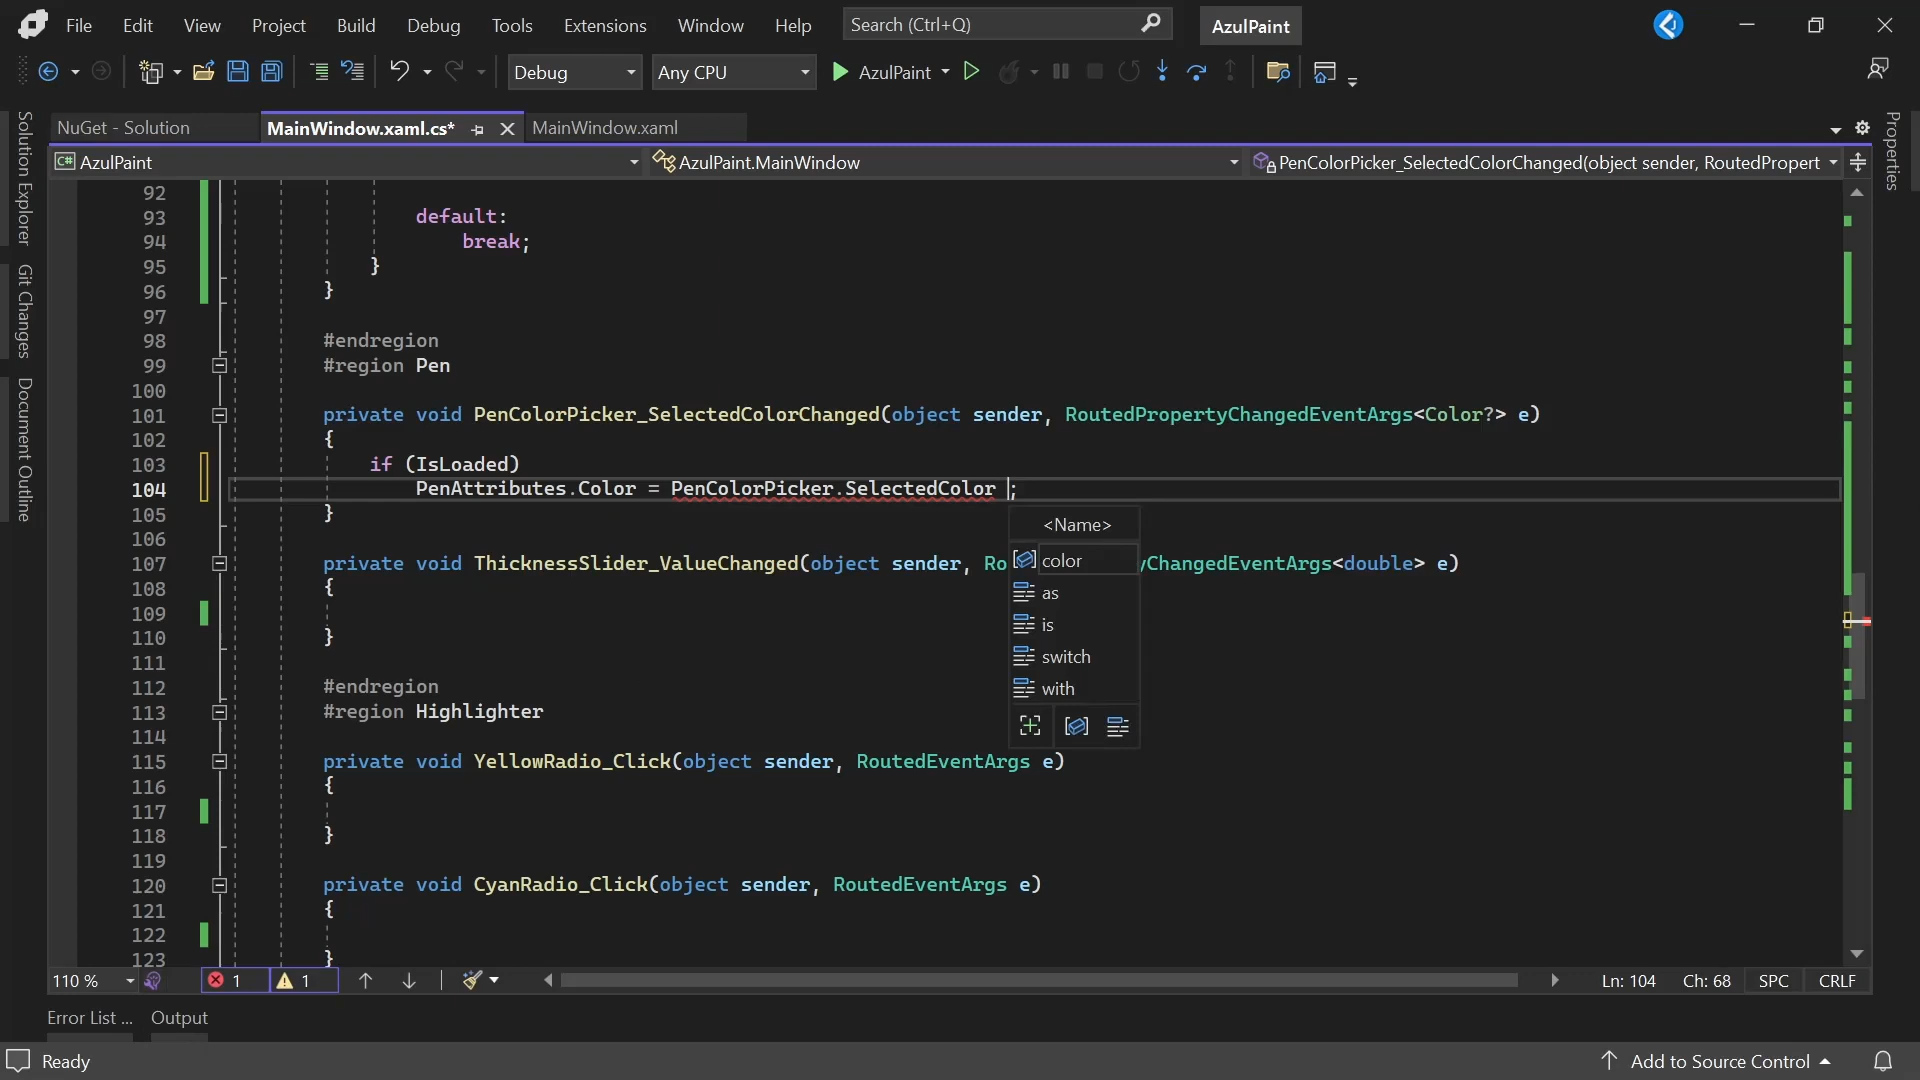 File Edit View Project Build Debug Tools Extensions Window Help Search (Ctrl+Q) AzulPaint
Debug Any CPU AzulPaint
NuGet - Solution MainWindow.xaml.cs* MainWindow.xaml
AzulPaint AzulPaint.MainWindow PenColorPicker_SelectedColorChanged(object sender, RoutedPropert
Solution Explorer
Git Changes
Document Outline
Properties
92
93 default:
94 break;
95 }
96 }
97
98 #endregion
99 #region Pen
100
101 private void PenColorPicker_SelectedColorChanged(object sender, RoutedPropertyChangedEventArgs<Color?> e)
102 {
103 if (IsLoaded)
104 PenAttributes.Color = PenColorPicker.SelectedColor ;
105 }
106
107 private void ThicknessSlider_ValueChanged(object sender, Ro yChangedEventArgs<double> e)
108 {
109
110 }
111
112 #endregion
113 #region Highlighter
114
115 private void YellowRadio_Click(object sender, RoutedEventArgs e)
116 {
117
118 }
119
120 private void CyanRadio_Click(object sender, RoutedEventArgs e)
121 {
122
123 }
<Name>
color
as
is
switch
with
110 % 1 1 Ln: 104 Ch: 68 SPC CRLF
Error List ... Output
Ready Add to Source Control